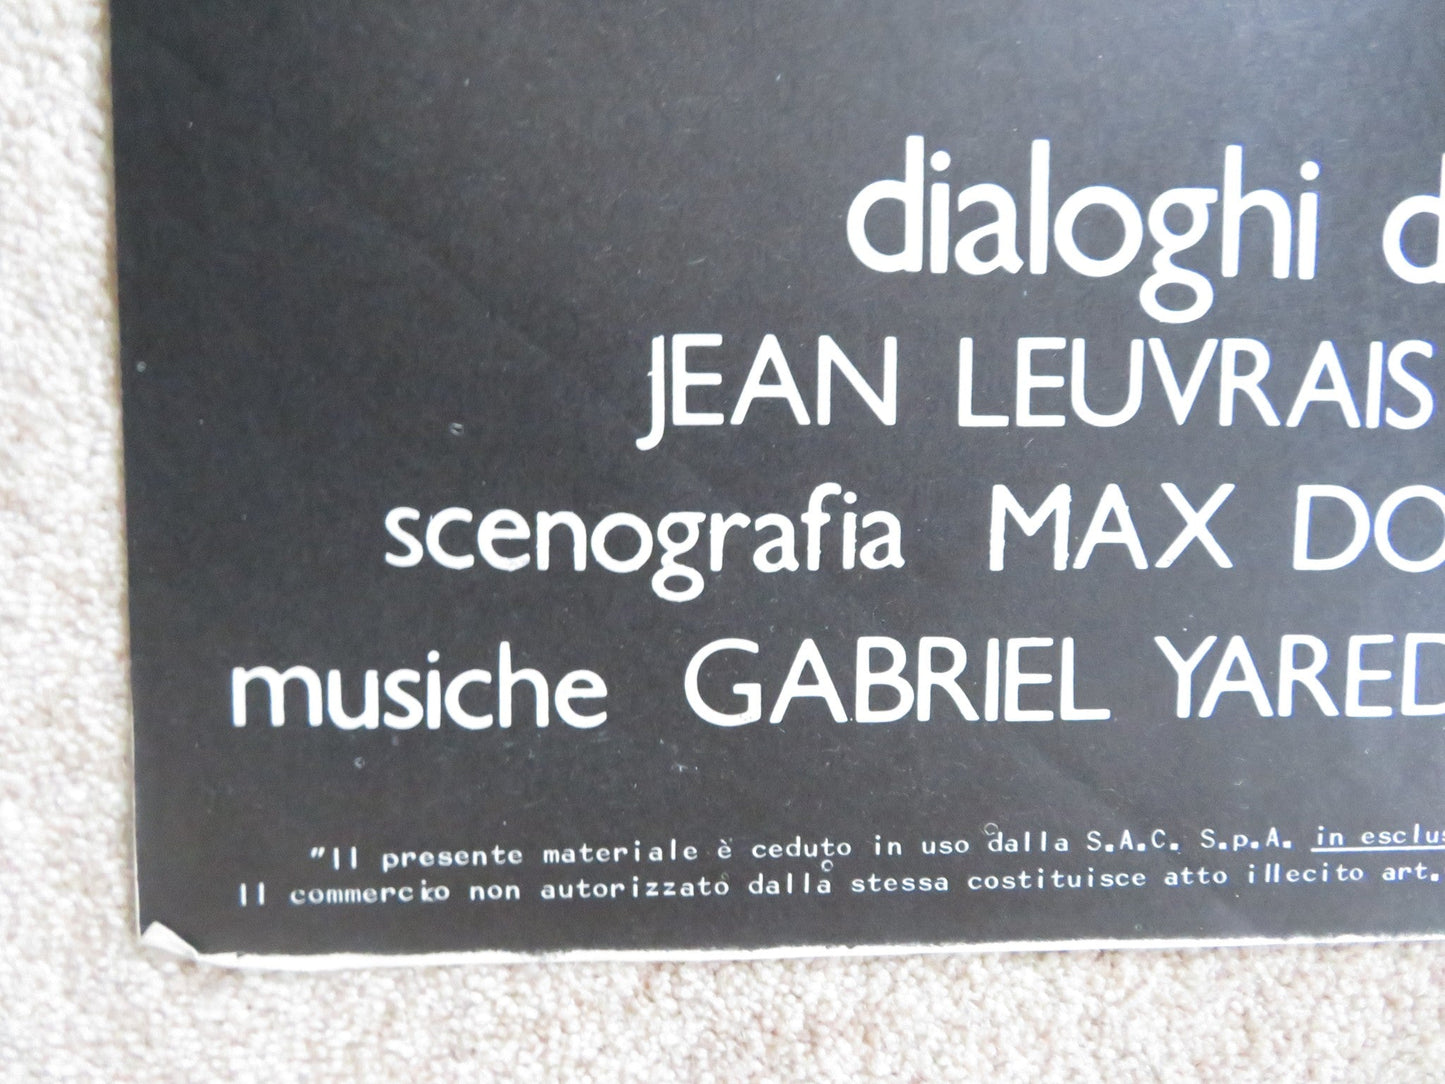 dialoghi d
JEAN LEUVRAIS
scenografia MAX DO
musiche GABRIEL YARED
"Il presente materiale è ceduto in uso dalla S.A.C. S.p.A. in esclus
Il commercio non autorizzato dalla stessa costituisce atto illecito art.